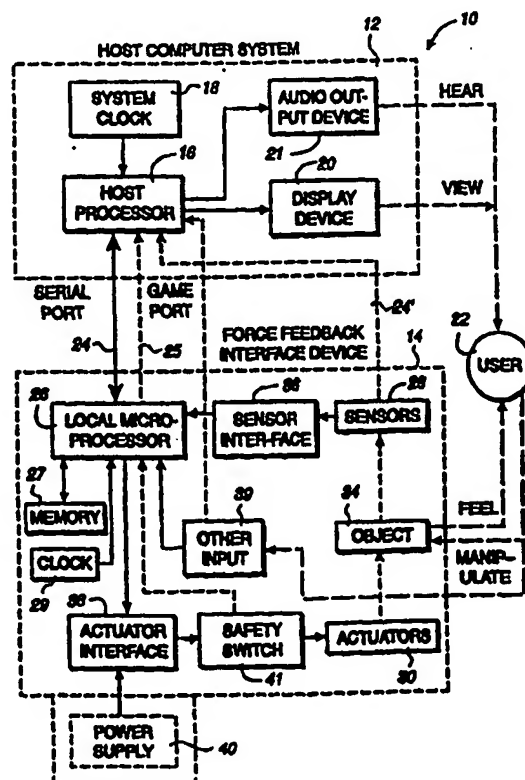 10
HOST COMPUTER SYSTEM
12
SYSTEM
CLOCK
18
AUDIO OUT-
PUT DEVICE
21
HEAR
16
HOST
PROCESSOR
20
DISPLAY
DEVICE
VIEW
SERIAL
PORT
GAME
PORT
24
25
24'
FORCE FEEDBACK
INTERFACE DEVICE
14
22
USER
26
LOCAL MICRO-
PROCESSOR
36
SENSOR
INTER-FACE
28
SENSORS
27
MEMORY
CLOCK
29
39
OTHER
INPUT
34
OBJECT
FEEL
MANIP-
ULATE
38
ACTUATOR
INTERFACE
SAFETY
SWITCH
41
ACTUATORS
30
POWER
SUPPLY
40